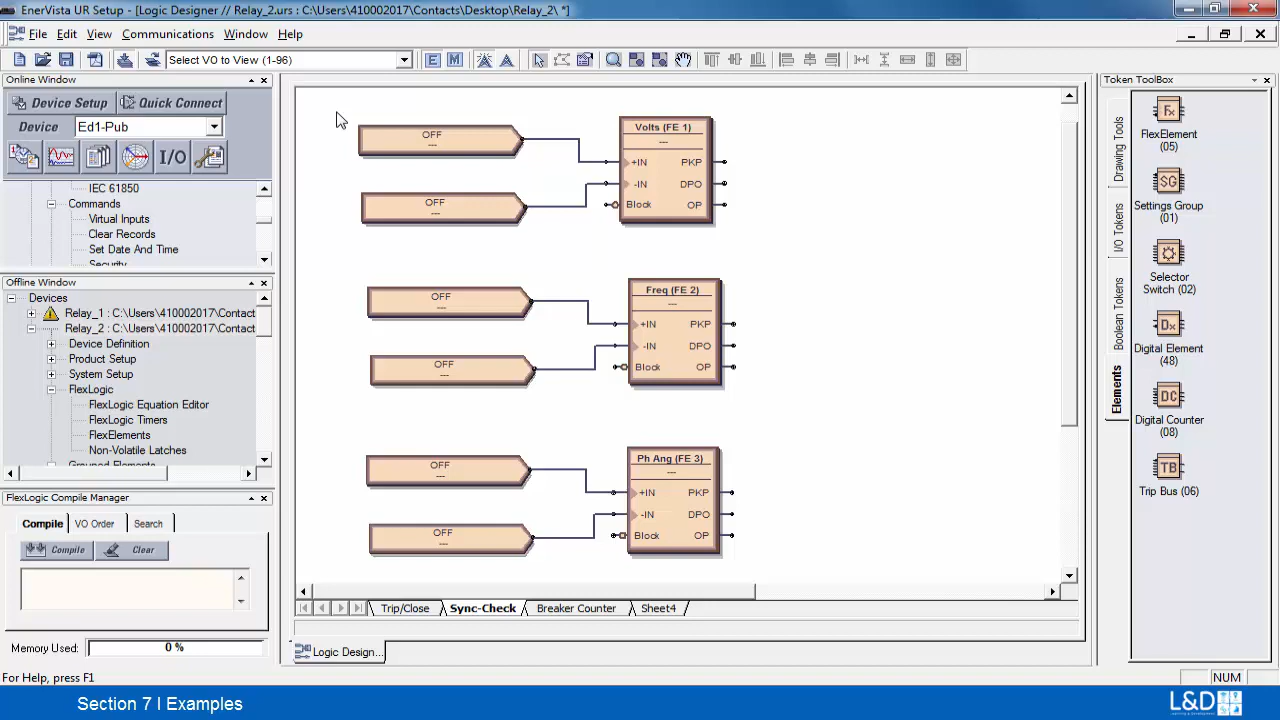 EnerVista UR Setup - [Logic Designer // Relay_2.urs : C:\Users\410002017\Contacts\Desktop\Relay_2\ *]
File Edit View Communications Window Help
Select VO to View (1-96)
E M
Online Window
Device Setup Quick Connect
Device Ed1-Pub
I/O
IEC 61850
Commands
Virtual Inputs
Clear Records
Set Date And Time
Security
Offline Window
Devices
Relay_1 : C:\Users\410002017\Contact
Relay_2 : C:\Users\410002017\Contact
Device Definition
Product Setup
System Setup
FlexLogic
FlexLogic Equation Editor
FlexLogic Timers
FlexElements
Non-Volatile Latches
Grouped Elements
FlexLogic Compile Manager
Compile VO Order Search
Compile Clear
Memory Used: 0 %
OFF
---
OFF
---
Volts (FE 1)
---
+IN PKP
-IN DPO
Block OP
OFF
---
OFF
---
Freq (FE 2)
---
+IN PKP
-IN DPO
Block OP
OFF
---
OFF
---
Ph Ang (FE 3)
---
+IN PKP
-IN DPO
Block OP
Trip/Close Sync-Check Breaker Counter Sheet4
Logic Design...
Token ToolBox
Drawing Tools
I/O Tokens
Boolean Tokens
Elements
Fx
FlexElement
(05)
SG
Settings Group
(01)
Selector
Switch (02)
Dx
Digital Element
(48)
DC
Digital Counter
(08)
TB
Trip Bus (06)
For Help, press F1
NUM
Section 7 I Examples
L&D